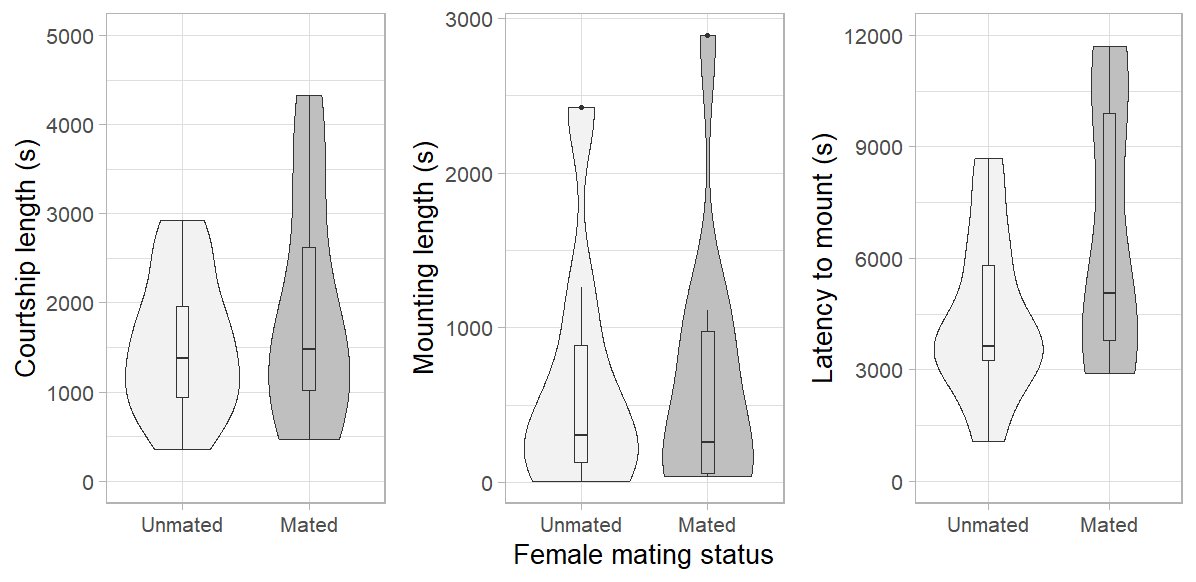 Courtship length (s)
5000
4000
3000
2000
1000
0
Unmated
Mated
Mounting length (s)
3000
2000
1000
0
Unmated
Mated
Latency to mount (s)
12000
9000
6000
3000
0
Unmated
Mated
Female mating status